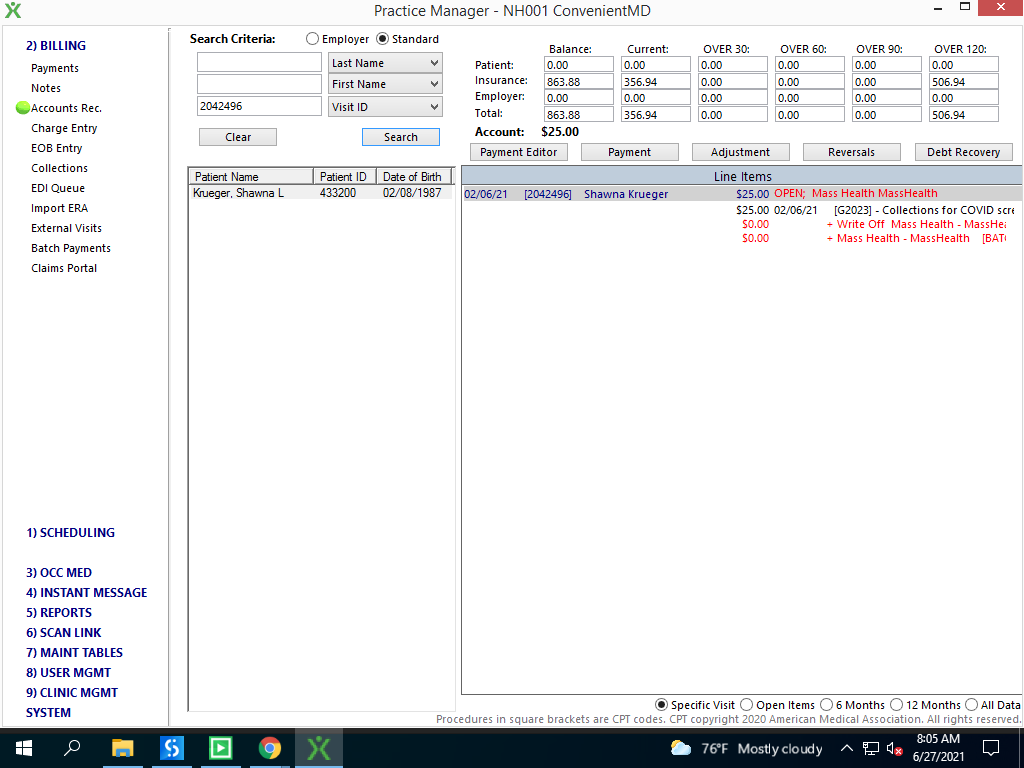 Practice Manager - NH001 ConvenientMD
2) BILLING
Payments
Notes
Accounts Rec.
Charge Entry
EOB Entry
Collections
EDI Queue
Import ERA
External Visits
Batch Payments
Claims Portal
1) SCHEDULING
3) OCC MED
4) INSTANT MESSAGE
5) REPORTS
6) SCAN LINK
7) MAINT TABLES
8) USER MGMT
9) CLINIC MGMT
SYSTEM
Search Criteria: Employer Standard
Last Name
First Name
2042496 Visit ID
Clear Search
Balance: Current: OVER 30: OVER 60: OVER 90: OVER 120:
Patient: 0.00 0.00 0.00 0.00 0.00 0.00
Insurance: 863.88 356.94 0.00 0.00 0.00 506.94
Employer: 0.00 0.00 0.00 0.00 0.00 0.00
Total: 863.88 356.94 0.00 0.00 0.00 506.94
Account: $25.00
Payment Editor Payment Adjustment Reversals Debt Recovery
Patient Name Patient ID Date of Birth
Krueger, Shawna L 433200 02/08/1987
Line Items
02/06/21 [2042496] Shawna Krueger $25.00 OPEN; Mass Health MassHealth
$25.00 02/06/21 [G2023] - Collections for COVID scre
$0.00 + Write Off Mass Health - MassHea
$0.00 + Mass Health - MassHealth [BAT
Specific Visit Open Items 6 Months 12 Months All Data
Procedures in square brackets are CPT codes. CPT copyright 2020 American Medical Association. All rights reserved.
76°F Mostly cloudy
8:05 AM
6/27/2021